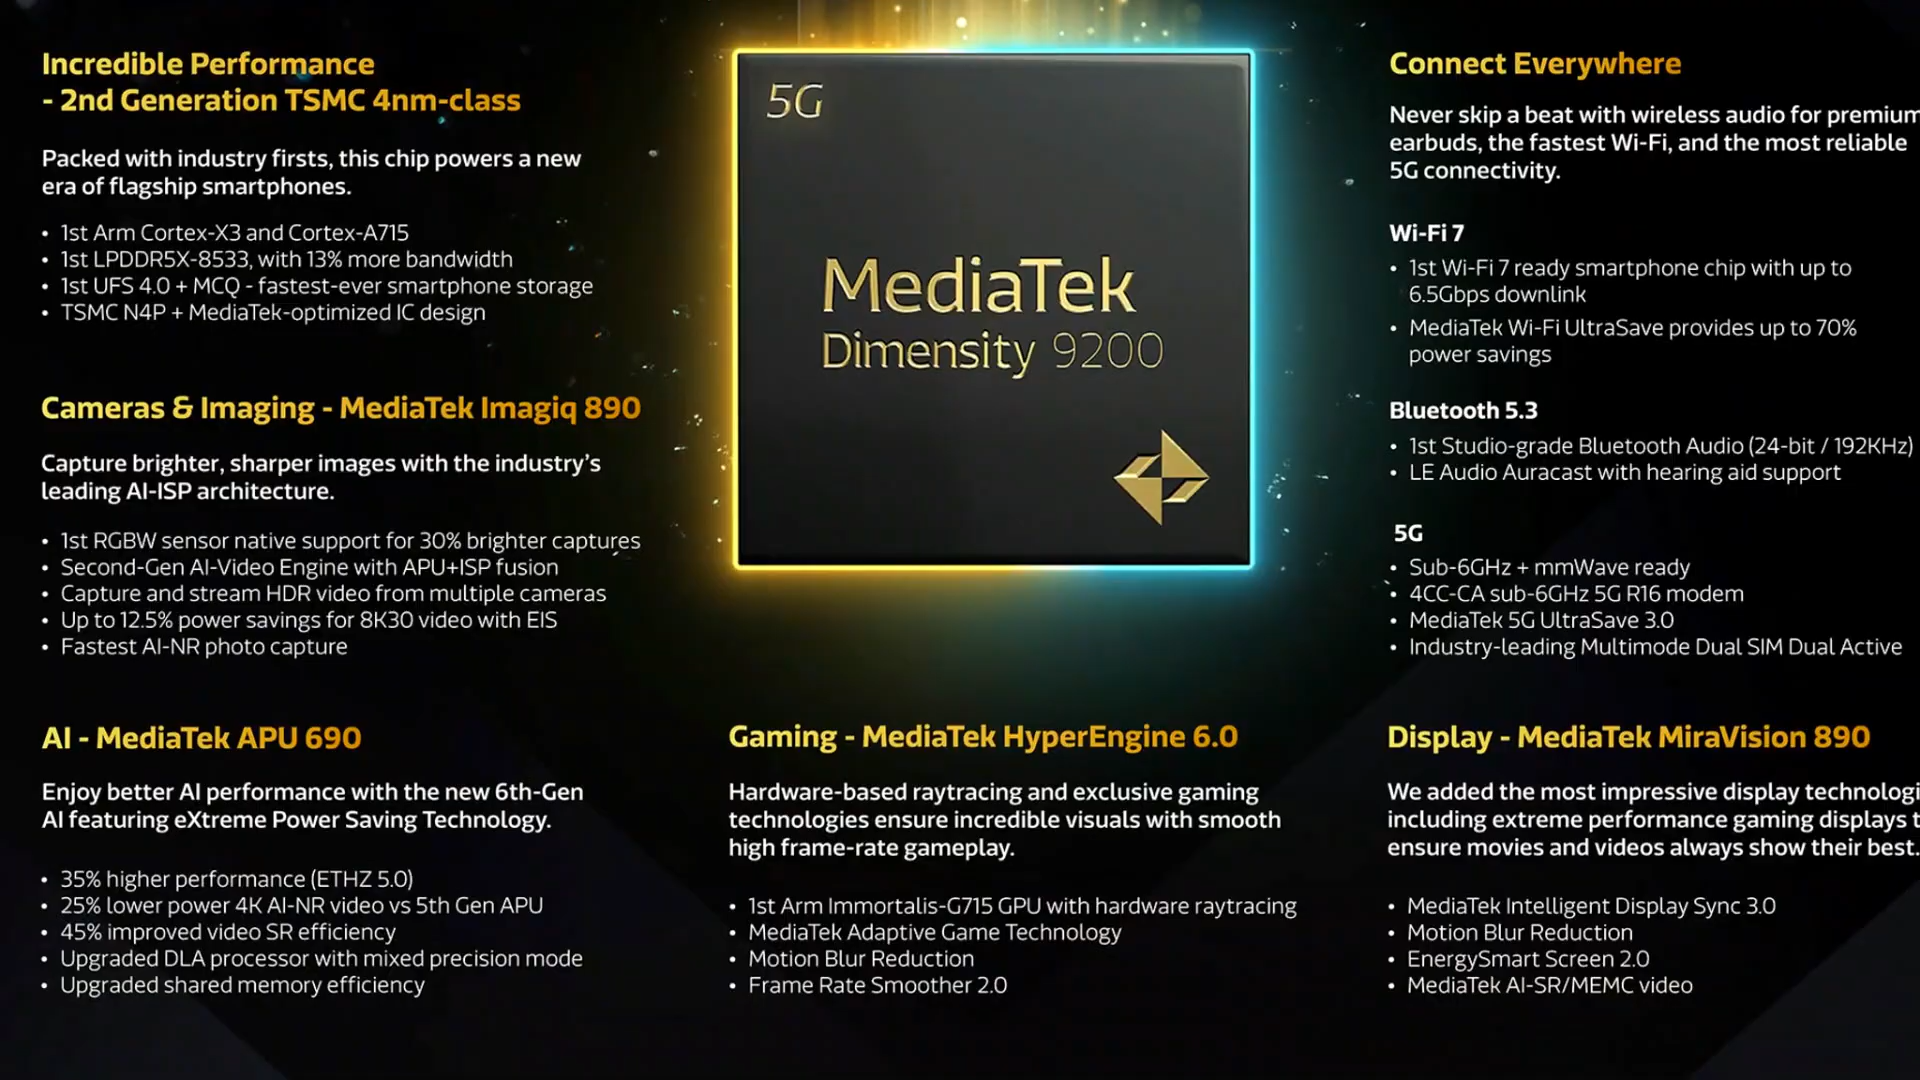 Incredible Performance
- 2nd Generation TSMC 4nm-class
Packed with industry firsts, this chip powers a new
era of flagship smartphones.
• 1st Arm Cortex-X3 and Cortex-A715
• 1st LPDDR5X-8533, with 13% more bandwidth
• 1st UFS 4.0 + MCQ - fastest-ever smartphone storage
• TSMC N4P + MediaTek-optimized IC design
Cameras & Imaging - MediaTek Imagiq 890
Capture brighter, sharper images with the industry's
leading AI-ISP architecture.
• 1st RGBW sensor native support for 30% brighter captures
• Second-Gen AI-Video Engine with APU+ISP fusion
• Capture and stream HDR video from multiple cameras
• Up to 12.5% power savings for 8K30 video with EIS
• Fastest AI-NR photo capture
AI - MediaTek APU 690
Enjoy better AI performance with the new 6th-Gen
AI featuring eXtreme Power Saving Technology.
• 35% higher performance (ETHZ 5.0)
• 25% lower power 4K AI-NR video vs 5th Gen APU
• 45% improved video SR efficiency
• Upgraded DLA processor with mixed precision mode
• Upgraded shared memory efficiency
5G
MediaTek
Dimensity 9200
Gaming - MediaTek HyperEngine 6.0
Hardware-based raytracing and exclusive gaming
technologies ensure incredible visuals with smooth
high frame-rate gameplay.
• 1st Arm Immortalis-G715 GPU with hardware raytracing
• MediaTek Adaptive Game Technology
• Motion Blur Reduction
• Frame Rate Smoother 2.0
Connect Everywhere
Never skip a beat with wireless audio for premium
earbuds, the fastest Wi-Fi, and the most reliable
5G connectivity.
Wi-Fi 7
• 1st Wi-Fi 7 ready smartphone chip with up to
6.5Gbps downlink
• MediaTek Wi-Fi UltraSave provides up to 70%
power savings
Bluetooth 5.3
• 1st Studio-grade Bluetooth Audio (24-bit / 192KHz)
• LE Audio Auracast with hearing aid support
5G
• Sub-6GHz + mmWave ready
• 4CC-CA sub-6GHz 5G R16 modem
• MediaTek 5G UltraSave 3.0
• Industry-leading Multimode Dual SIM Dual Active
Display - MediaTek MiraVision 890
We added the most impressive display technologi
including extreme performance gaming displays t
ensure movies and videos always show their best.
• MediaTek Intelligent Display Sync 3.0
• Motion Blur Reduction
• EnergySmart Screen 2.0
• MediaTek AI-SR/MEMC video